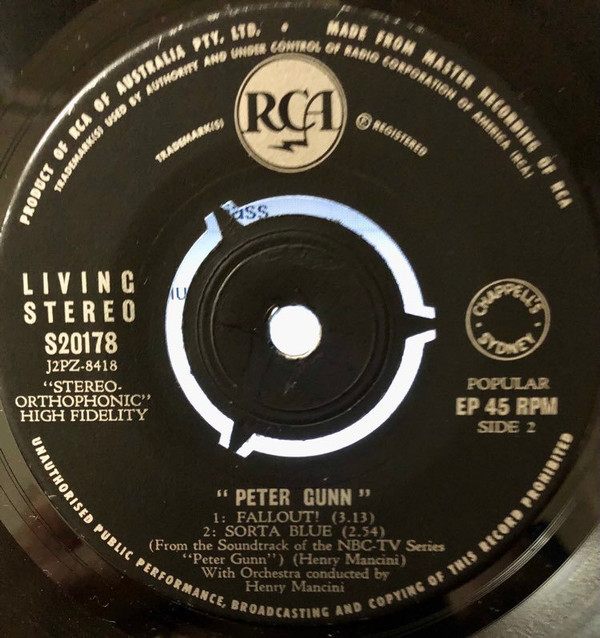 PRODUCT OF RCA OF AUSTRALIA PTY. LTD. • MADE FROM MASTER RECORDING OF RCA
TRADEMARK(S) USED BY AUTHORITY AND UNDER CONTROL OF RADIO CORPORATION OF AMERICA (RCA)
TRADEMARK(S)
RCA
® REGISTERED
ass
LIVING
STEREO
S20178
J2PZ-8418
"STEREO-
ORTHOPHONIC"
HIGH FIDELITY
CHAPPELL'S
SYDNEY
POPULAR
EP 45 RPM
SIDE 2
"PETER GUNN"
1: FALLOUT! (3.13)
2: SORTA BLUE (2.54)
(From the Soundtrack of the NBC-TV Series
"Peter Gunn") (Henry Mancini)
With Orchestra conducted by
Henry Mancini
UNAUTHORISED PUBLIC PERFORMANCE, BROADCASTING AND COPYING OF THIS RECORD PROHIBITED